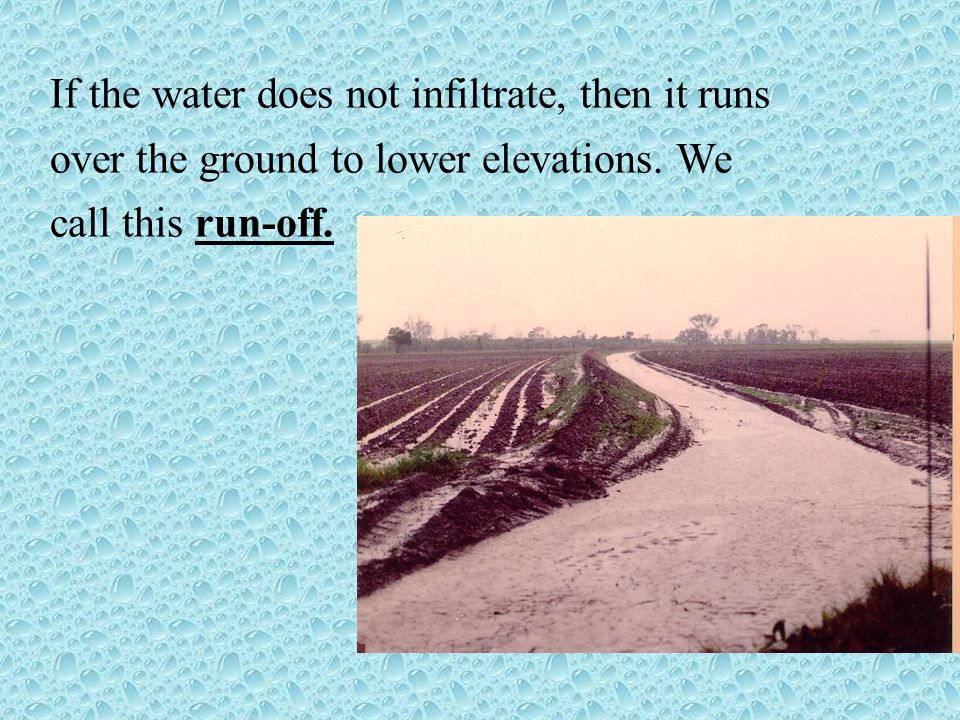 If the water does not infiltrate, then it runs
over the ground to lower elevations. We
call this run-off.